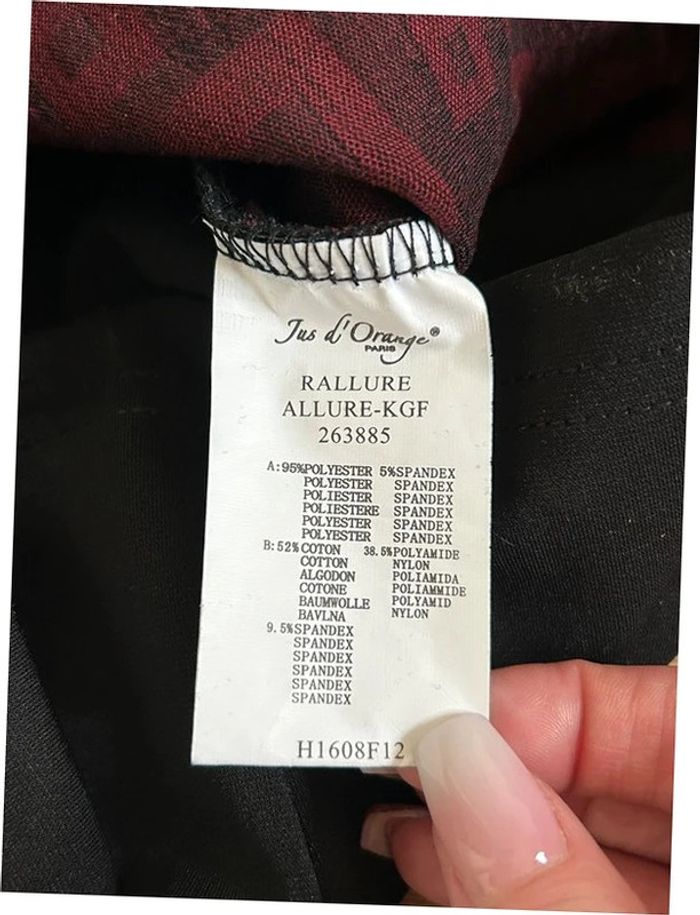 Jus d'Orange®
PARIS
RALLURE
ALLURE-KGF
263885
A:95%POLYESTER 5%SPANDEX
POLYESTER SPANDEX
POLIESTER SPANDEX
POLIESTERE SPANDEX
POLYESTER SPANDEX
POLYESTER SPANDEX
B:52%COTON 38.5%POLYAMIDE
COTTON NYLON
ALGODON POLIAMIDA
COTONE POLIAMMIDE
BAUMWOLLE POLYAMID
BAVLNA NYLON
9.5%SPANDEX
SPANDEX
SPANDEX
SPANDEX
SPANDEX
SPANDEX
H1608F12